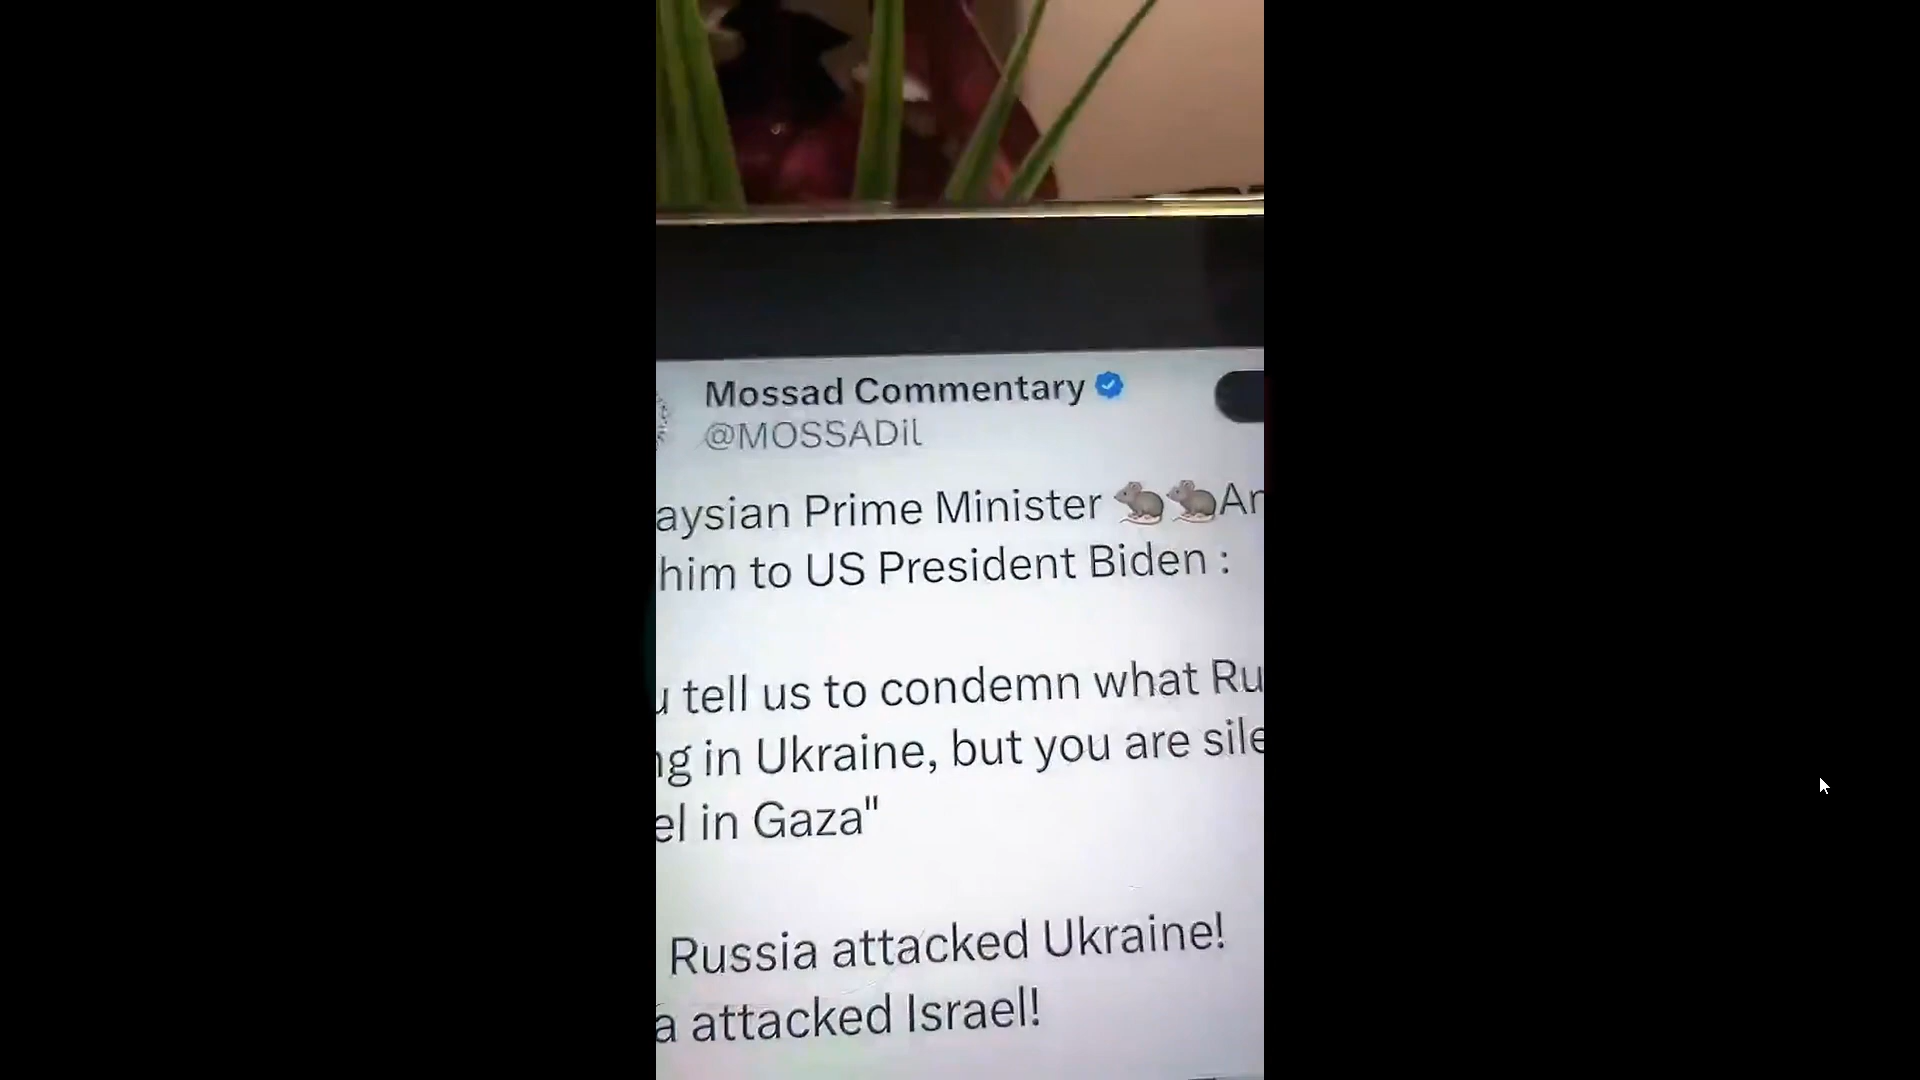 Mossad Commentary
@MOSSADil
aysian Prime Minister 🐀🐀An
him to US President Biden :
u tell us to condemn what Ru
ng in Ukraine, but you are sile
el in Gaza"
Russia attacked Ukraine!
a attacked Israel!